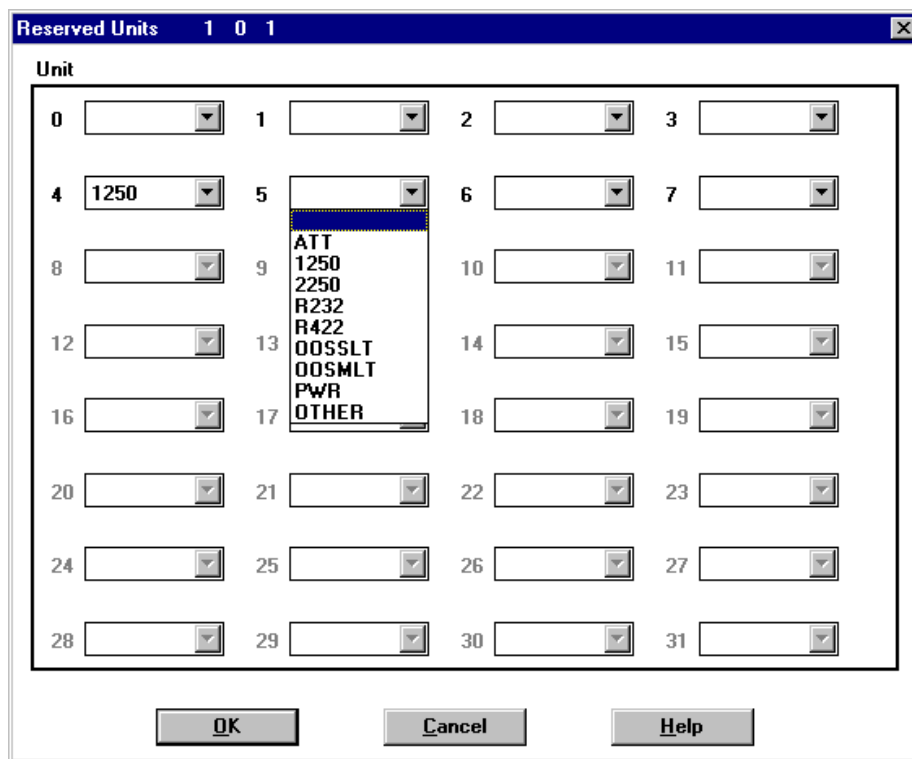 Reserved Units 1 0 1
Unit
0 1 2 3
4 1250 5 6 7
ATT
1250
2250
R232
R422
OOSSLT
OOSMLT
PWR
OTHER
8 9 10 11
12 13 14 15
16 17 18 19
20 21 22 23
24 25 26 27
28 29 30 31
OK Cancel Help